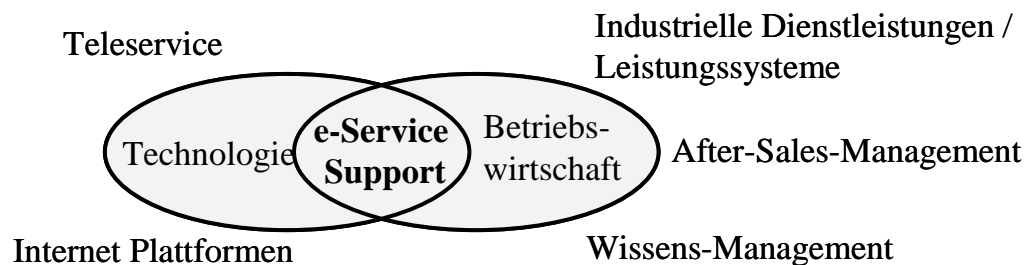 Teleservice
Industrielle Dienstleistungen /
Leistungssysteme
Technologie
e-Service
Support
Betriebs-
wirtschaft
After-Sales-Management
Internet Plattformen
Wissens-Management